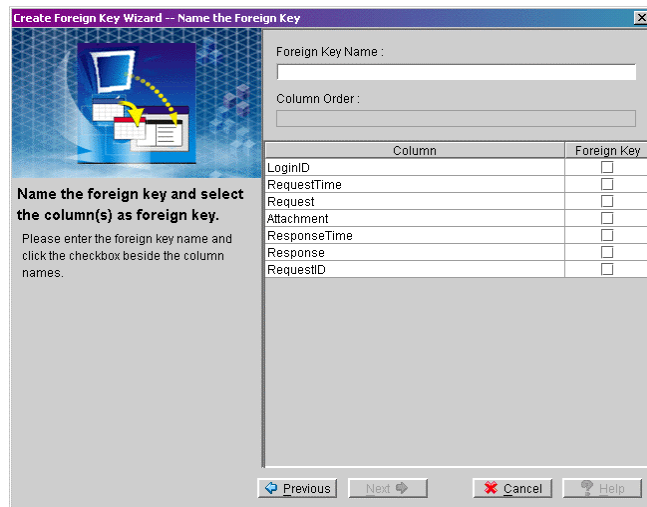 Create Foreign Key Wizard -- Name the Foreign Key
Name the foreign key and select
the column(s) as foreign key.
Please enter the foreign key name and
click the checkbox beside the column
names.
Foreign Key Name :
Column Order :
Column Foreign Key
LoginID
RequestTime
Request
Attachment
ResponseTime
Response
RequestID
Previous Next Cancel Help